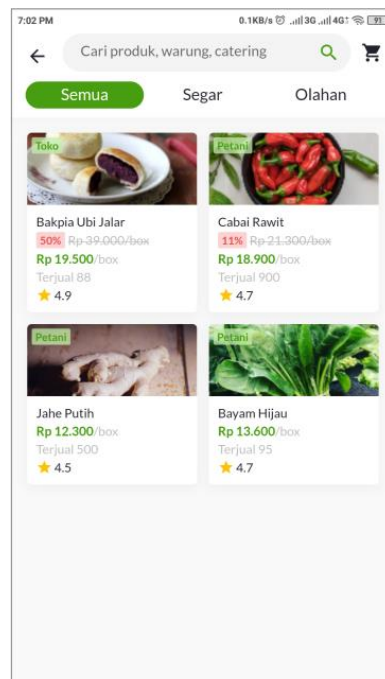 7:02 PM 0.1KB/s 3G 4G 91
Cari produk, warung, catering
Semua Segar Olahan
Toko
Bakpia Ubi Jalar
50% Rp 39.000/box
Rp 19.500/box
Terjual 88
4.9
Petani
Cabai Rawit
11% Rp 21.300/box
Rp 18.900/box
Terjual 900
4.7
Petani
Jahe Putih
Rp 12.300/box
Terjual 500
4.5
Petani
Bayam Hijau
Rp 13.600/box
Terjual 95
4.7